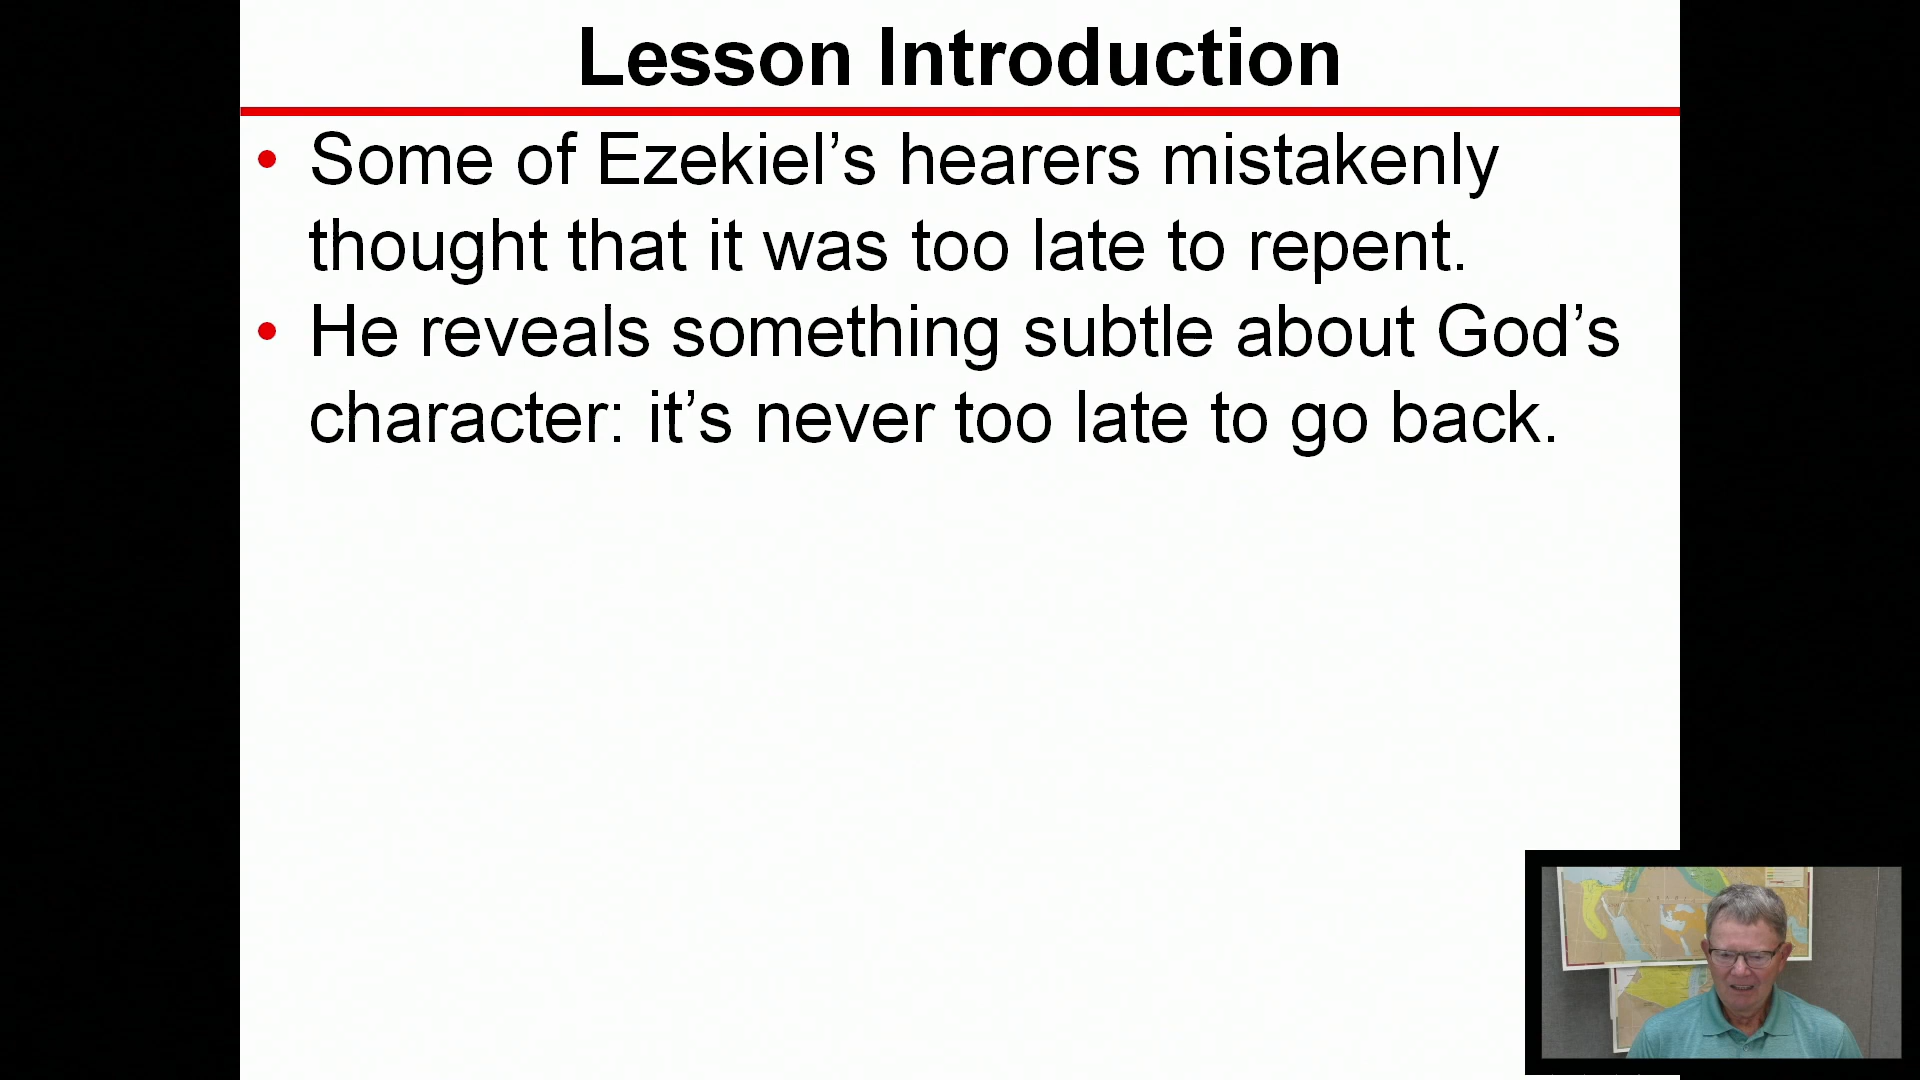 Lesson Introduction
• Some of Ezekiel’s hearers mistakenly
thought that it was too late to repent.
• He reveals something subtle about God’s
character: it’s never too late to go back.